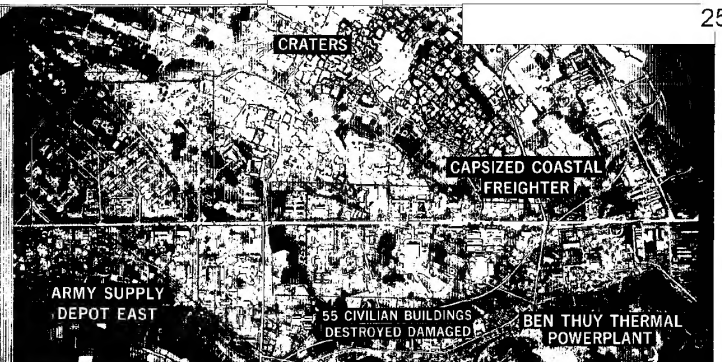 25
CRATERS
CAPSIZED COASTAL
FREIGHTER
ARMY SUPPLY
DEPOT EAST
55 CIVILIAN BUILDINGS
DESTROYED DAMAGED
BEN THUY THERMAL
POWERPLANT